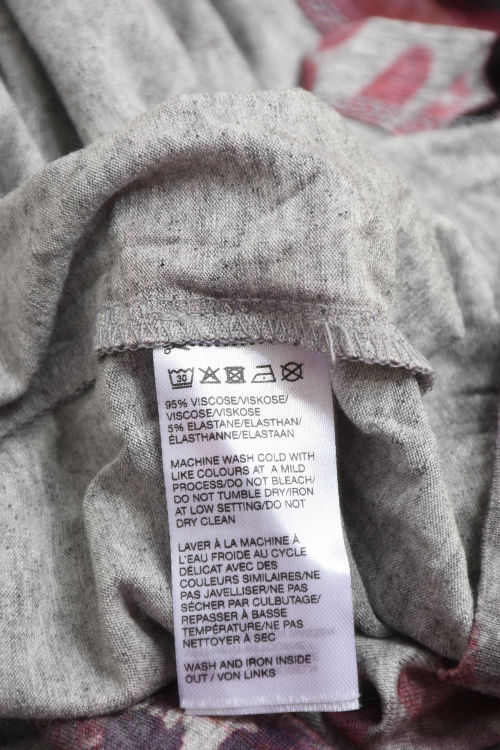 30
95% VISCOSE/VISKOSE/
VISCOSE/VISKOSE
5% ELASTANE/ELASTHAN/
ÉLASTHANNE/ELASTAAN
MACHINE WASH COLD WITH
LIKE COLOURS AT A MILD
PROCESS/DO NOT BLEACH/
DO NOT TUMBLE DRY/IRON
AT LOW SETTING/DO NOT
DRY CLEAN
LAVER À LA MACHINE À
L'EAU FROIDE AU CYCLE
DÉLICAT AVEC DES
COULEURS SIMILAIRES/NE
PAS JAVELLISER/NE PAS
SÉCHER PAR CULBUTAGE/
REPASSER À BASSE
TEMPÉRATURE/NE PAS
NETTOYER À SEC
WASH AND IRON INSIDE
OUT / VON LINKS